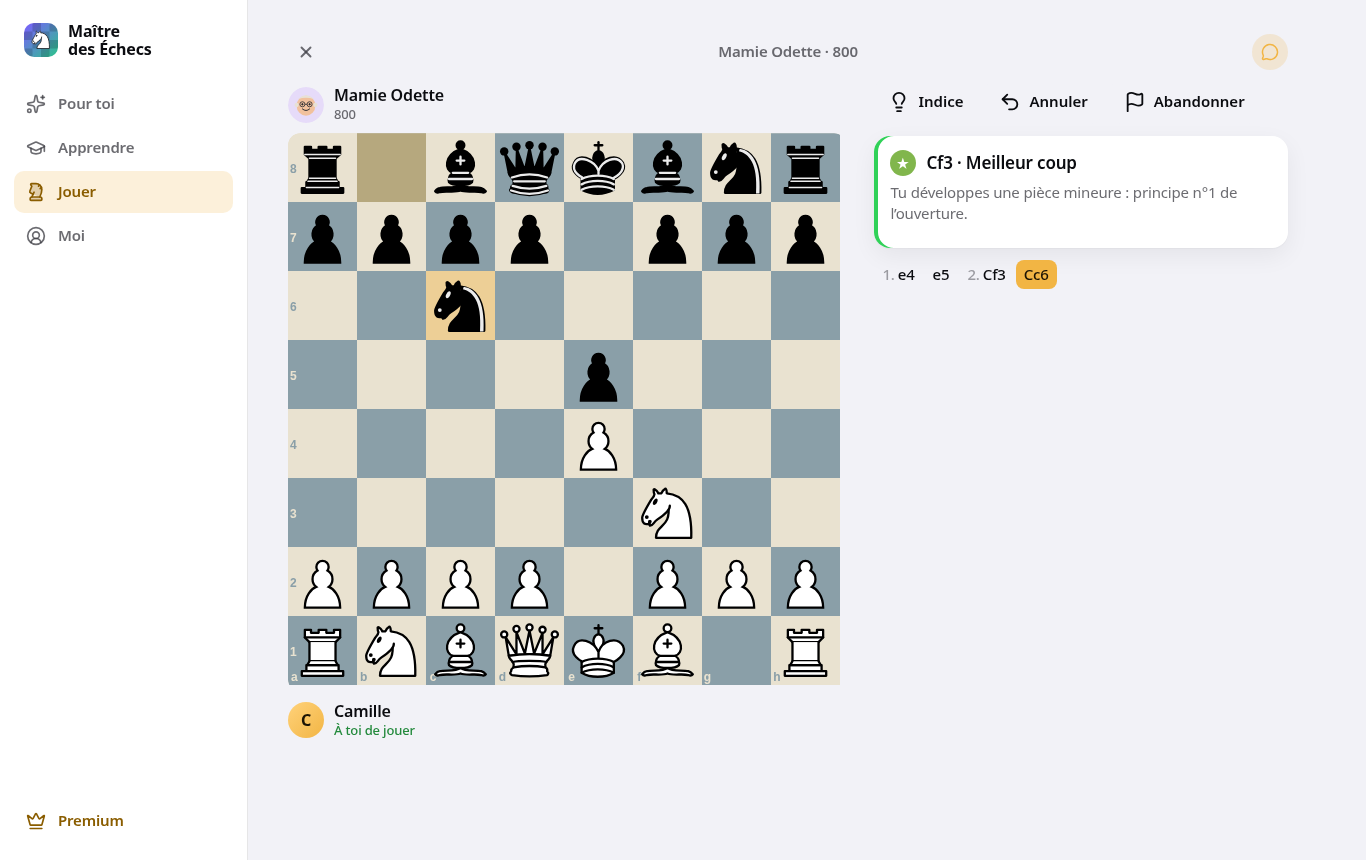 Maître
des Échecs
Pour toi
Apprendre
Jouer
Moi
Premium
Mamie Odette · 800
Mamie Odette
800
8
7
6
5
4
3
2
1
a b c d e f g h
C
Camille
À toi de jouer
Indice Annuler Abandonner
Cf3 · Meilleur coup
Tu développes une pièce mineure : principe n°1 de
l’ouverture.
1. e4 e5 2. Cf3 Cc6